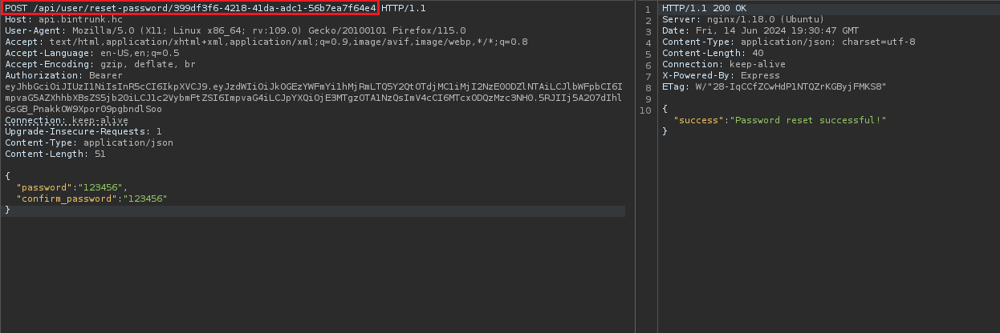 POST /api/user/reset-password/399df3f6-4218-41da-adc1-56b7ea7f64e4 HTTP/1.1
Host: api.bintrunk.hc
User-Agent: Mozilla/5.0 (X11; Linux x86_64; rv:109.0) Gecko/20100101 Firefox/115.0
Accept: text/html,application/xhtml+xml,application/xml;q=0.9,image/avif,image/webp,*/*;q=0.8
Accept-Language: en-US,en;q=0.5
Accept-Encoding: gzip, deflate, br
Authorization: Bearer
eyJhbGciOiJIUzI1NiIsInR5cCI6IkpXVCJ9.eyJzdWIiOiJkOGEzYWFmYi1hMjRmLTQ5Y2QtOTdjMC1iMjI2NzE0ODZlNTAiLCJlbWFpbCI6I
mpvaG5AZXhhbXBsZS5jb20iLCJ1c2VybmFtZSI6ImpvaG4iLCJpYXQiOjE3MTgzOTA1NzQsImV4cCI6MTcxODQzMzc3NH0.5RJIIj5A2O7dIhl
GsGB_PnakkOW9Xpor09pgbndlSoo
Connection: keep-alive
Upgrade-Insecure-Requests: 1
Content-Type: application/json
Content-Length: 51
{
"password":"123456",
"confirm_password":"123456"
}
1 HTTP/1.1 200 OK
2 Server: nginx/1.18.0 (Ubuntu)
3 Date: Fri, 14 Jun 2024 19:30:47 GMT
4 Content-Type: application/json; charset=utf-8
5 Content-Length: 40
6 Connection: keep-alive
7 X-Powered-By: Express
8 ETag: W/"28-IqCCfZCwHdP1NTQZrKGByjFMKS8"
9
10 {
"success":"Password reset successful!"
}